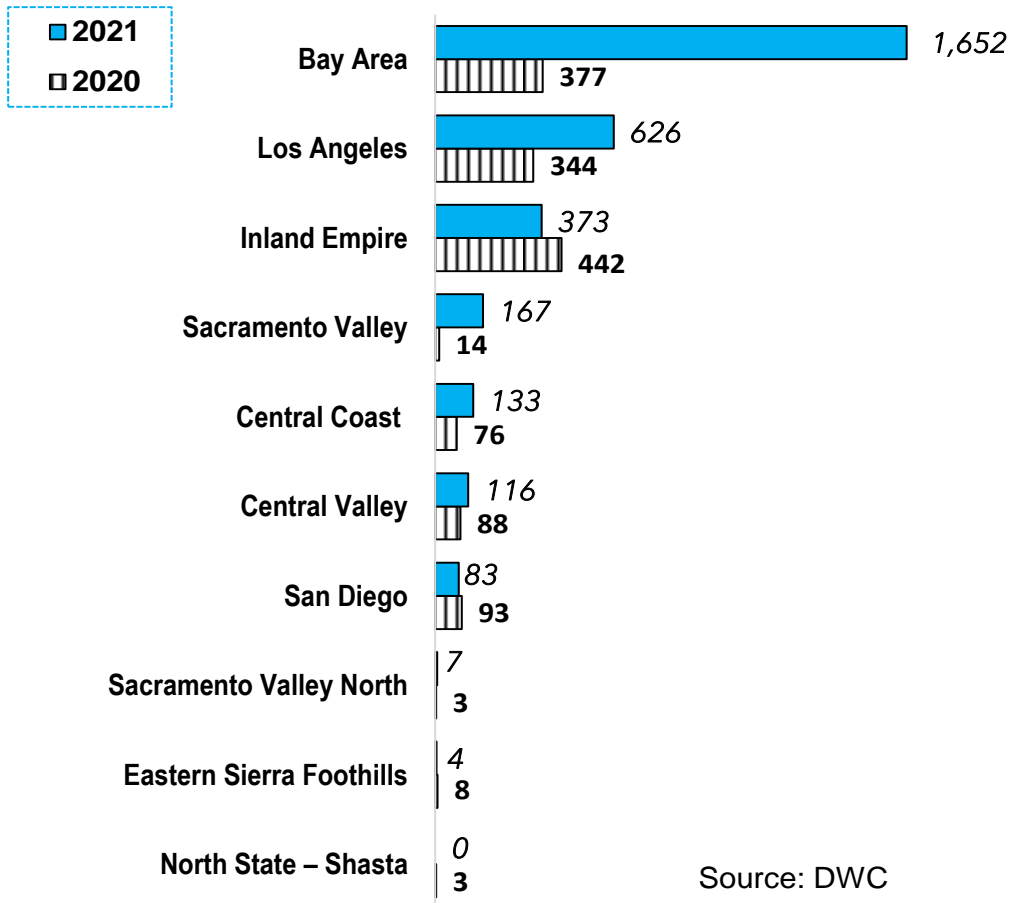 2021
2020
Bay Area
1,652
377
Los Angeles
626
344
Inland Empire
373
442
Sacramento Valley
167
14
Central Coast
133
76
Central Valley
116
88
San Diego
83
93
Sacramento Valley North
7
3
Eastern Sierra Foothills
4
8
North State – Shasta
0
3
Source: DWC